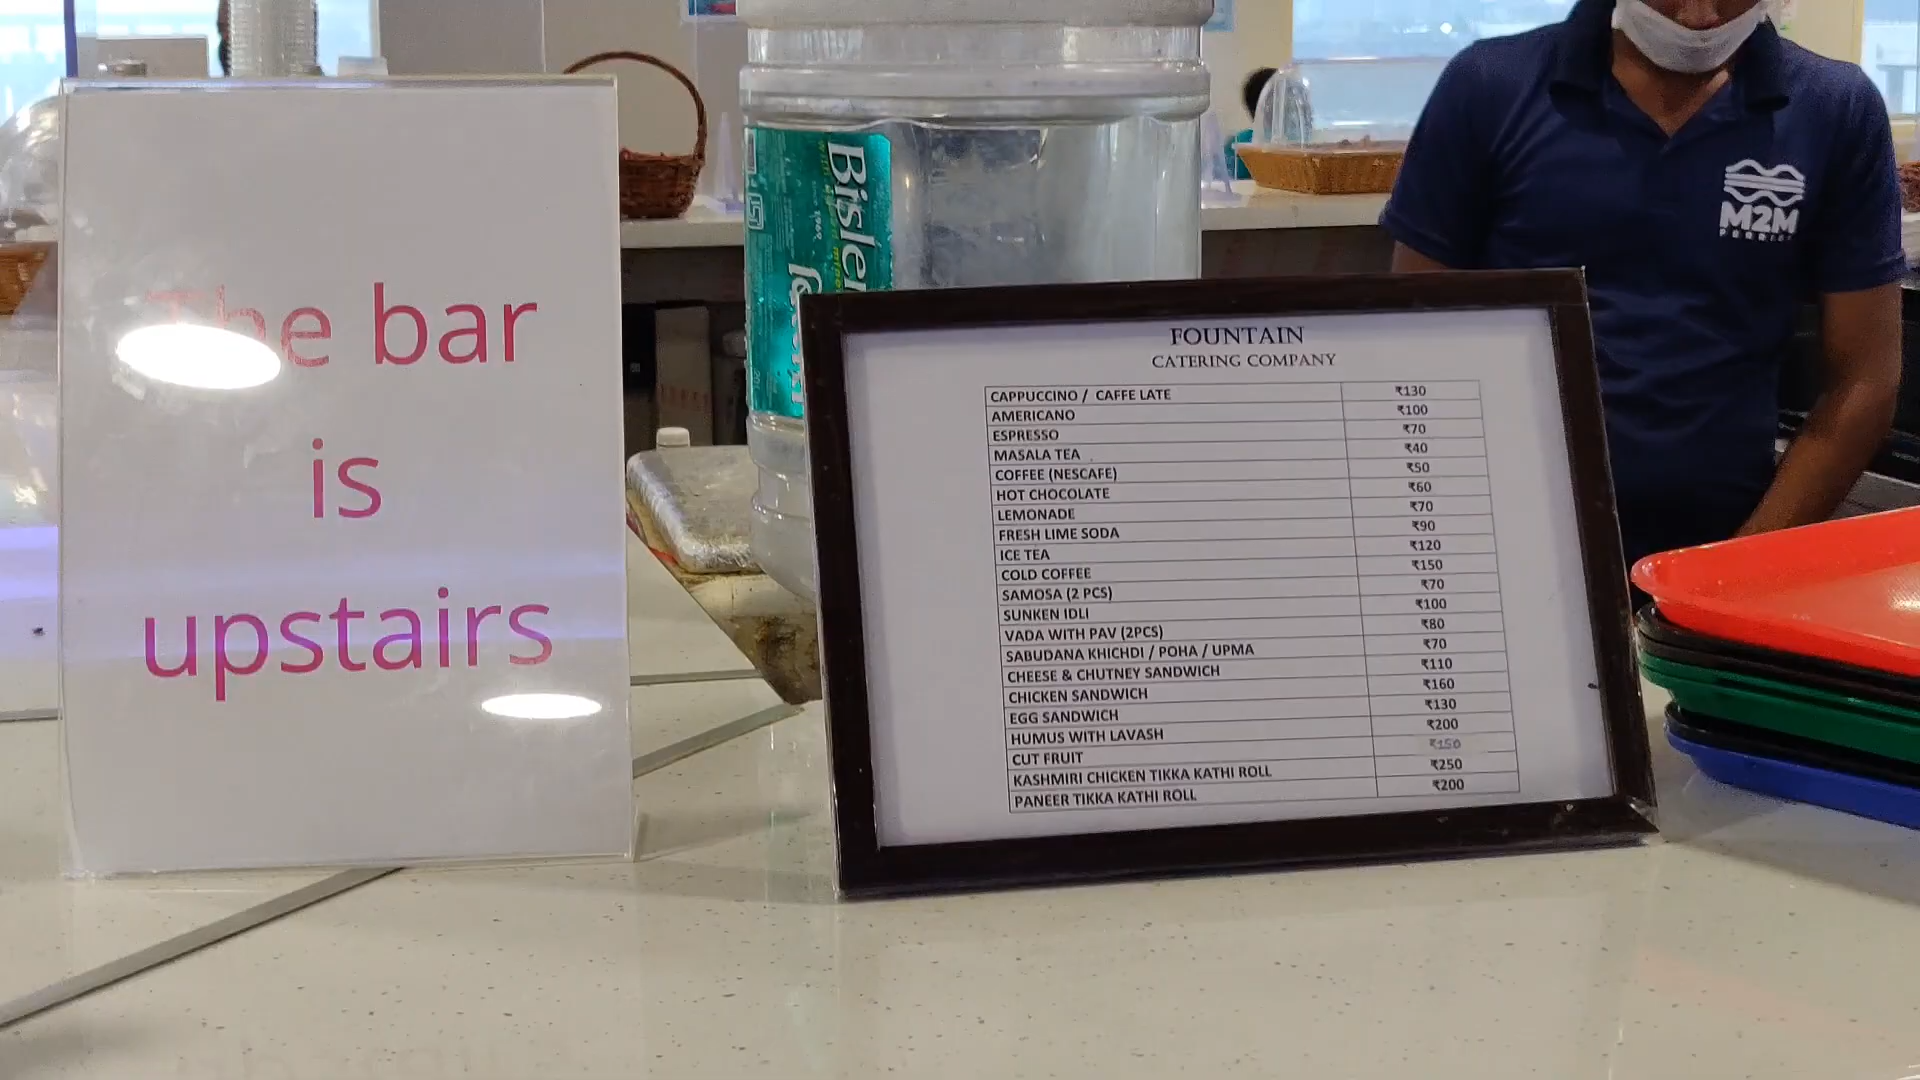 The bar
is
upstairs
Bisleri
M2M
FERRIES
FOUNTAIN
CATERING COMPANY
CAPPUCCINO / CAFFE LATE ₹130
AMERICANO ₹100
ESPRESSO ₹70
MASALA TEA ₹40
COFFEE (NESCAFE) ₹50
HOT CHOCOLATE ₹60
LEMONADE ₹70
FRESH LIME SODA ₹90
ICE TEA ₹120
COLD COFFEE ₹150
SAMOSA (2 PCS) ₹70
SUNKEN IDLI ₹100
VADA WITH PAV (2PCS) ₹80
SABUDANA KHICHDI / POHA / UPMA ₹70
CHEESE & CHUTNEY SANDWICH ₹110
CHICKEN SANDWICH ₹160
EGG SANDWICH ₹130
HUMUS WITH LAVASH ₹200
CUT FRUIT ₹150
KASHMIRI CHICKEN TIKKA KATHI ROLL ₹250
PANEER TIKKA KATHI ROLL ₹200